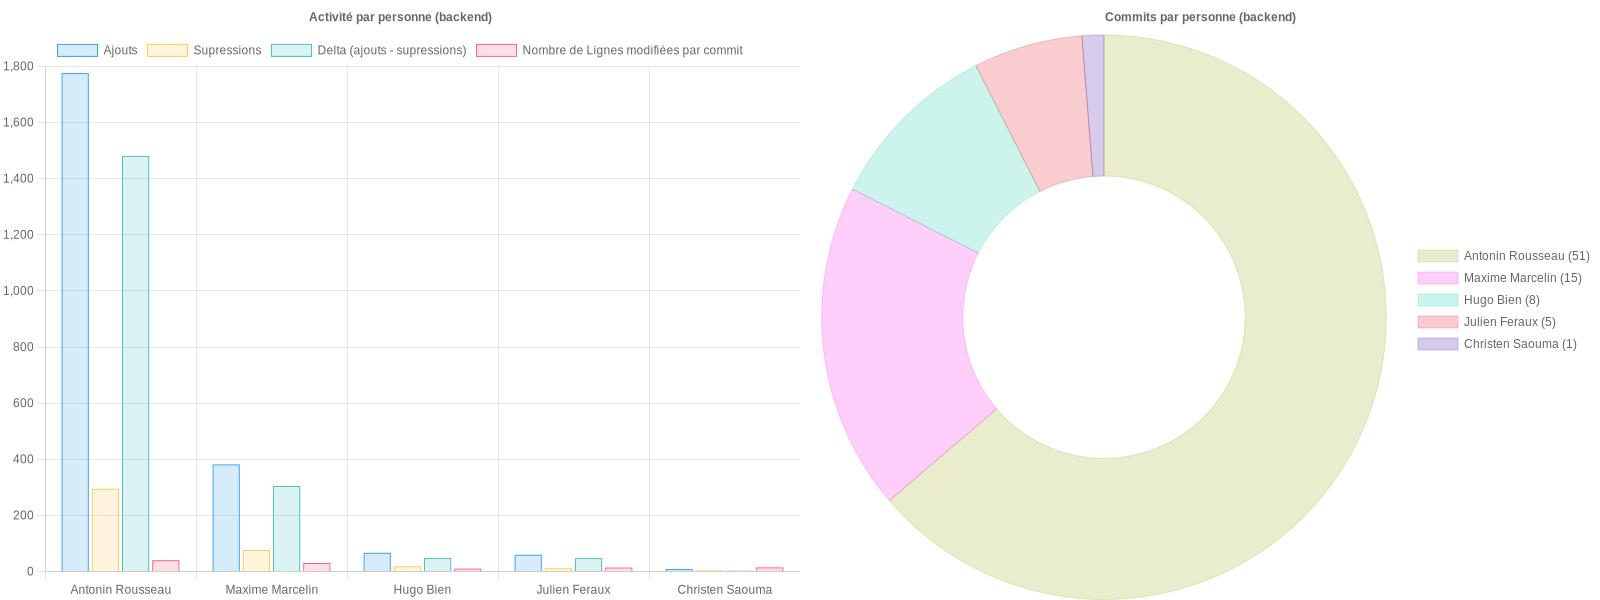 Activité par personne (backend)
Ajouts
Supressions
Delta (ajouts - supressions)
Nombre de Lignes modifiées par commit
1,800
1,600
1,400
1,200
1,000
800
600
400
200
0
Antonin Rousseau
Maxime Marcelin
Hugo Bien
Julien Feraux
Christen Saouma
Commits par personne (backend)
Antonin Rousseau (51)
Maxime Marcelin (15)
Hugo Bien (8)
Julien Feraux (5)
Christen Saouma (1)